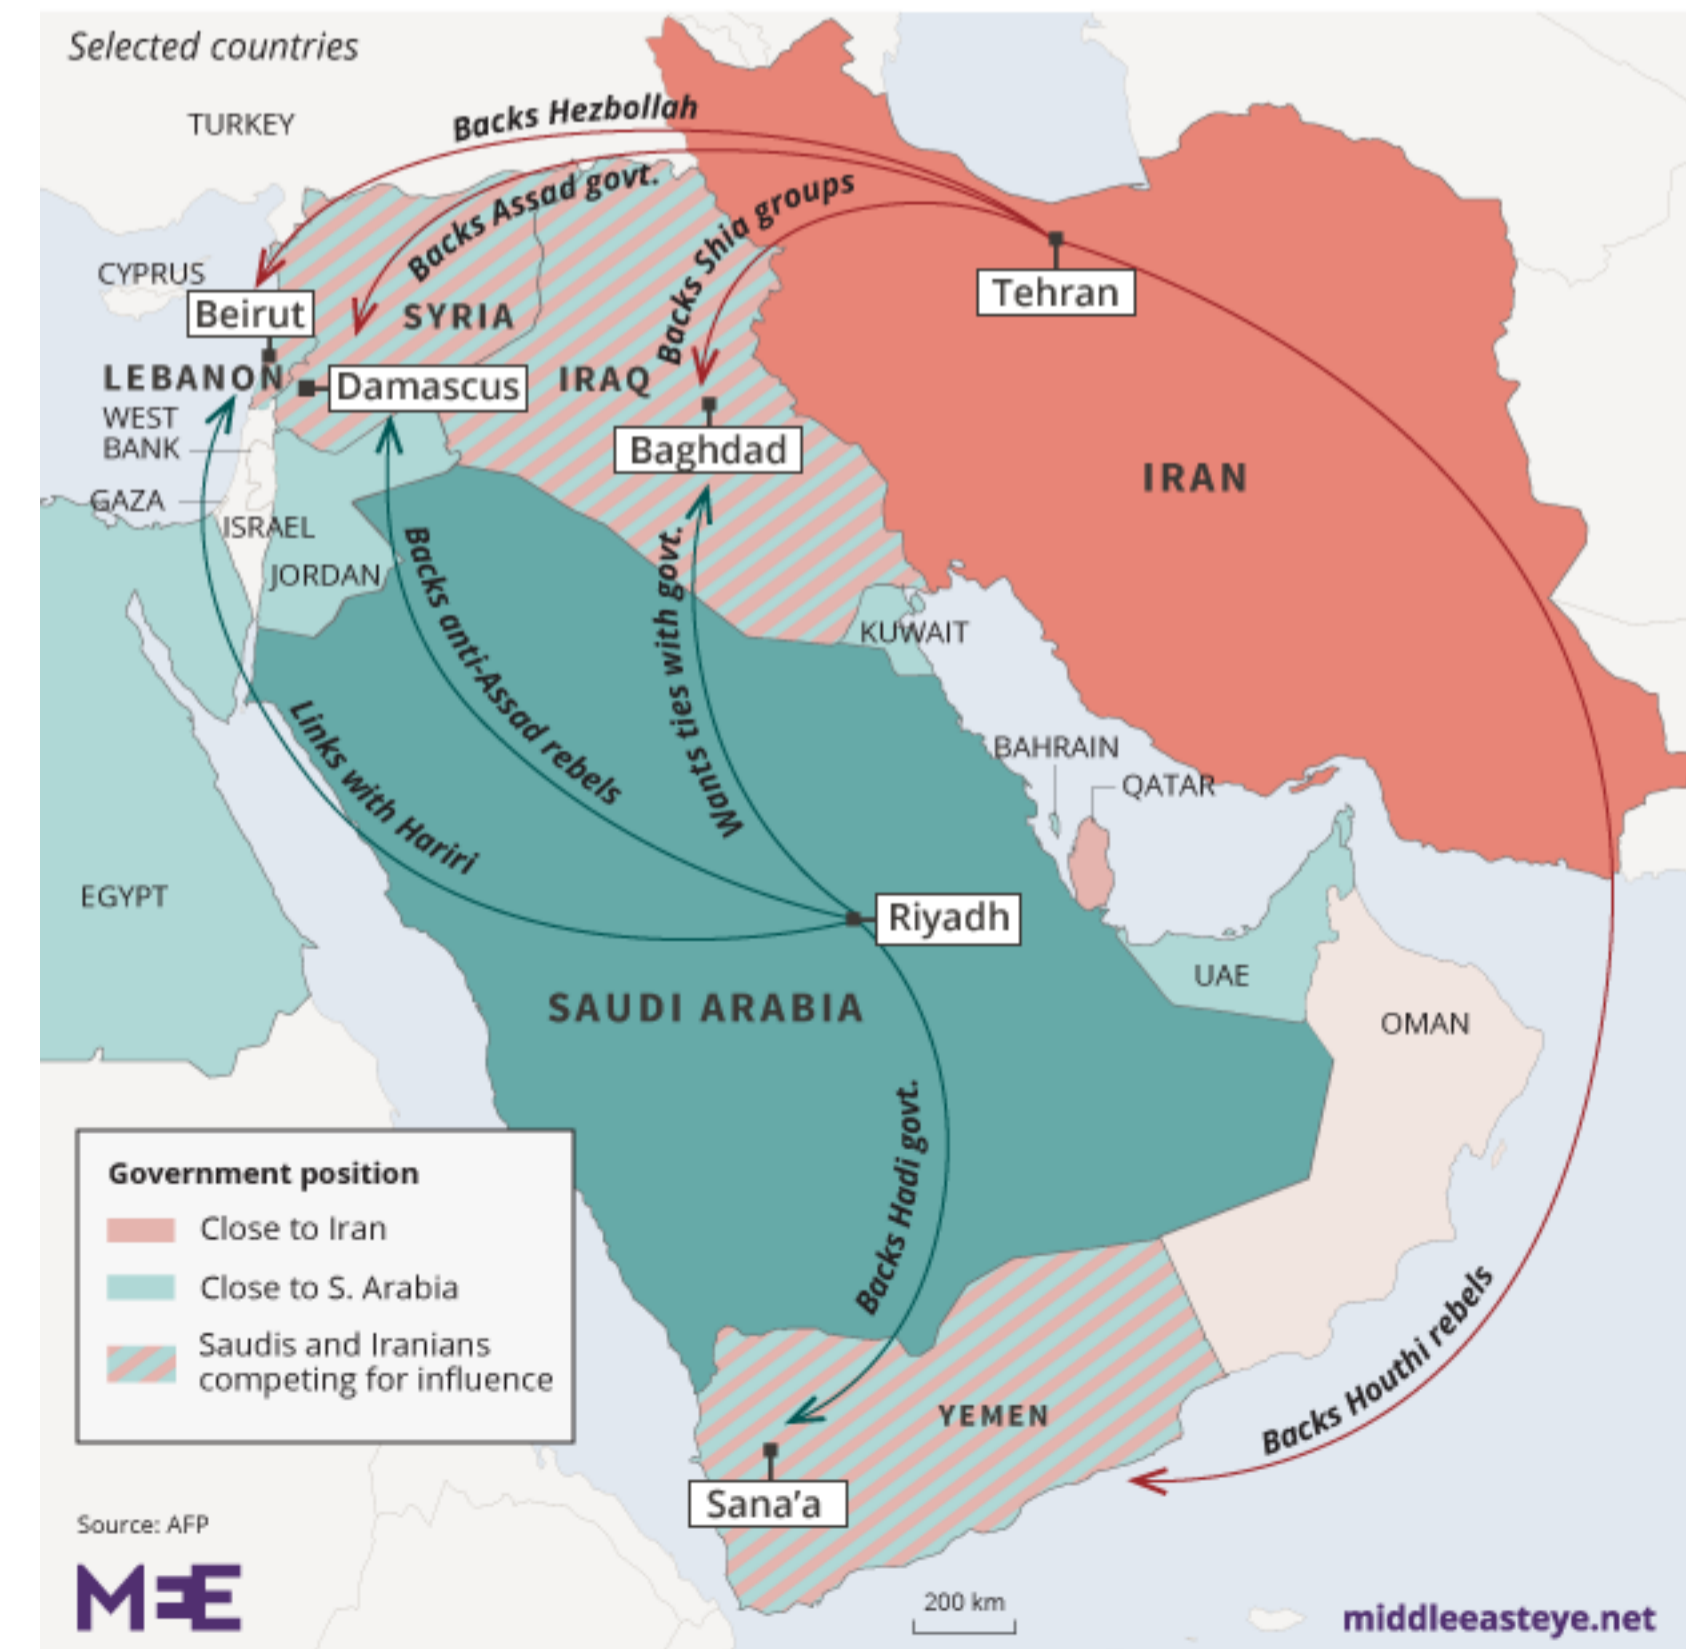 Selected countries
TURKEY
Backs Hezbollah
Backs Assad govt.
Backs Shia groups
CYPRUS
Beirut
SYRIA
Tehran
LEBANON
Damascus
IRAQ
WEST
BANK
Baghdad
IRAN
GAZA
ISRAEL
JORDAN
Backs anti-Assad rebels
Wants ties with govt.
KUWAIT
Links with Hariri
BAHRAIN
QATAR
EGYPT
Riyadh
UAE
SAUDI ARABIA
OMAN
Backs Hadi govt.
Government position
Close to Iran
Close to S. Arabia
Saudis and Iranians
competing for influence
Backs Houthi rebels
YEMEN
Sana’a
Source: AFP
MEE
200 km
middleeasteye.net